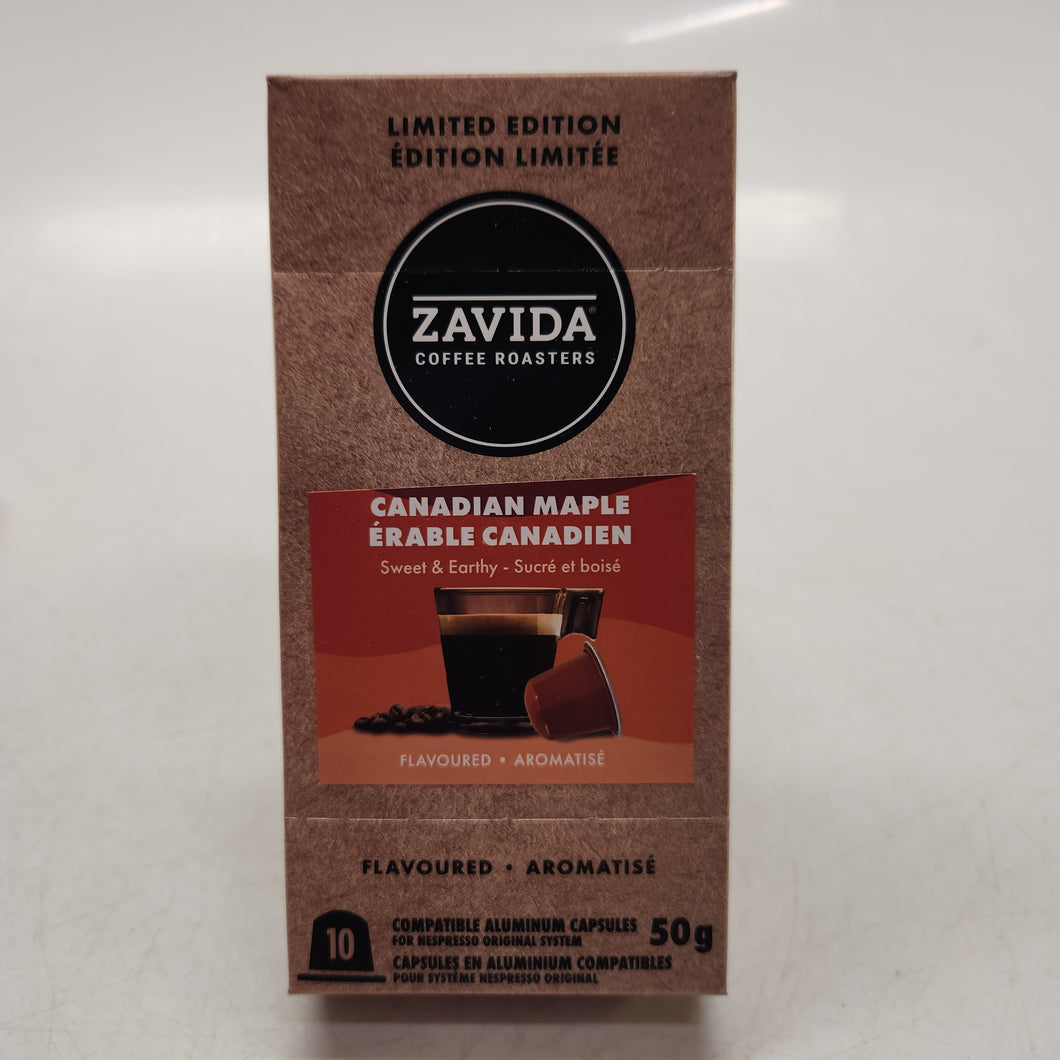 LIMITED EDITION
ÉDITION LIMITÉE
ZAVIDA®
COFFEE ROASTERS
CANADIAN MAPLE
ÉRABLE CANADIEN
Sweet & Earthy - Sucré et boisé
FLAVOURED • AROMATISÉ
FLAVOURED • AROMATISÉ
10
COMPATIBLE ALUMINUM CAPSULES
FOR NESPRESSO ORIGINAL SYSTEM
50g
CAPSULES EN ALUMINIUM COMPATIBLES
POUR SYSTÈME NESPRESSO ORIGINAL